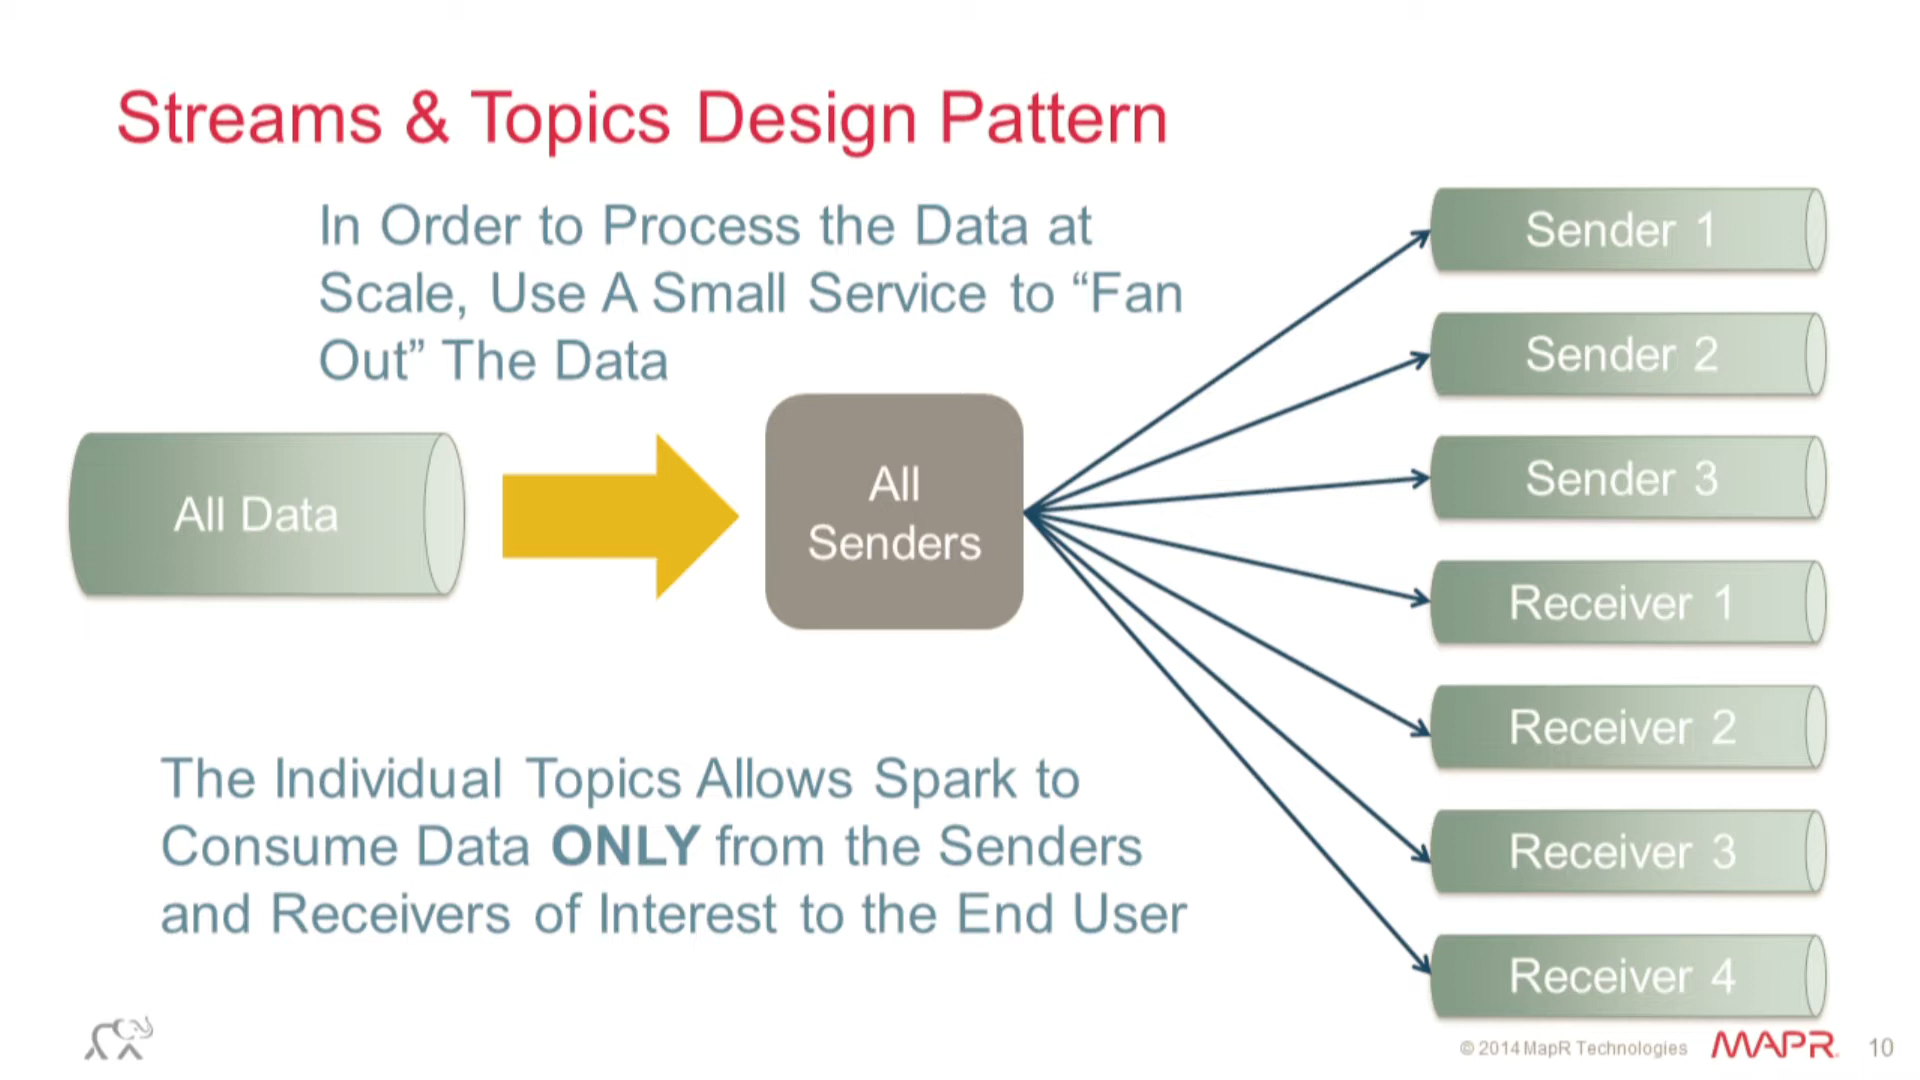 Streams & Topics Design Pattern
In Order to Process the Data at
Scale, Use A Small Service to “Fan
Out” The Data
All Data
All
Senders
Sender 1
Sender 2
Sender 3
Receiver 1
Receiver 2
Receiver 3
Receiver 4
The Individual Topics Allows Spark to
Consume Data ONLY from the Senders
and Receivers of Interest to the End User
© 2014 MapR Technologies
MAPR
10